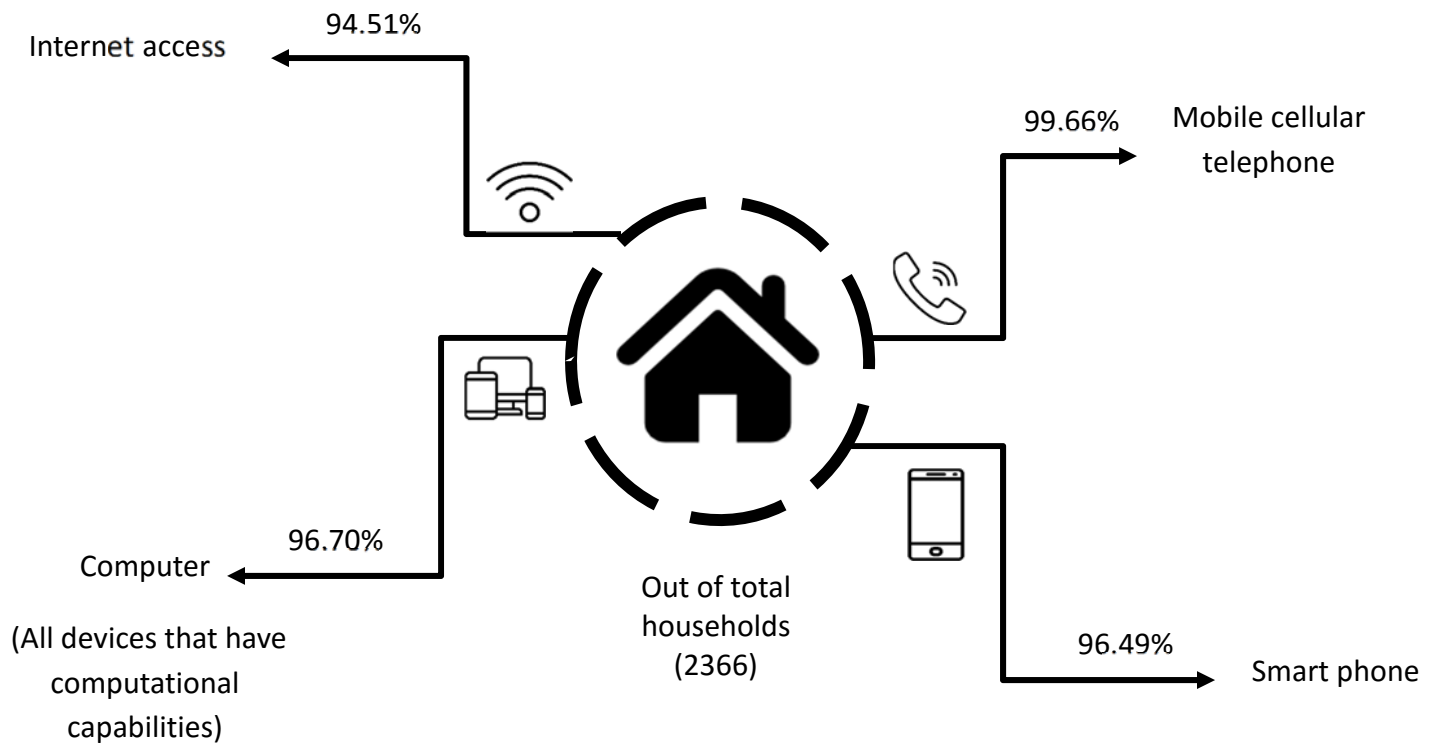 94.51%
Internet access
99.66%
Mobile cellular
telephone
96.70%
Computer
(All devices that have
computational
capabilities)
Out of total
households
(2366)
96.49%
Smart phone